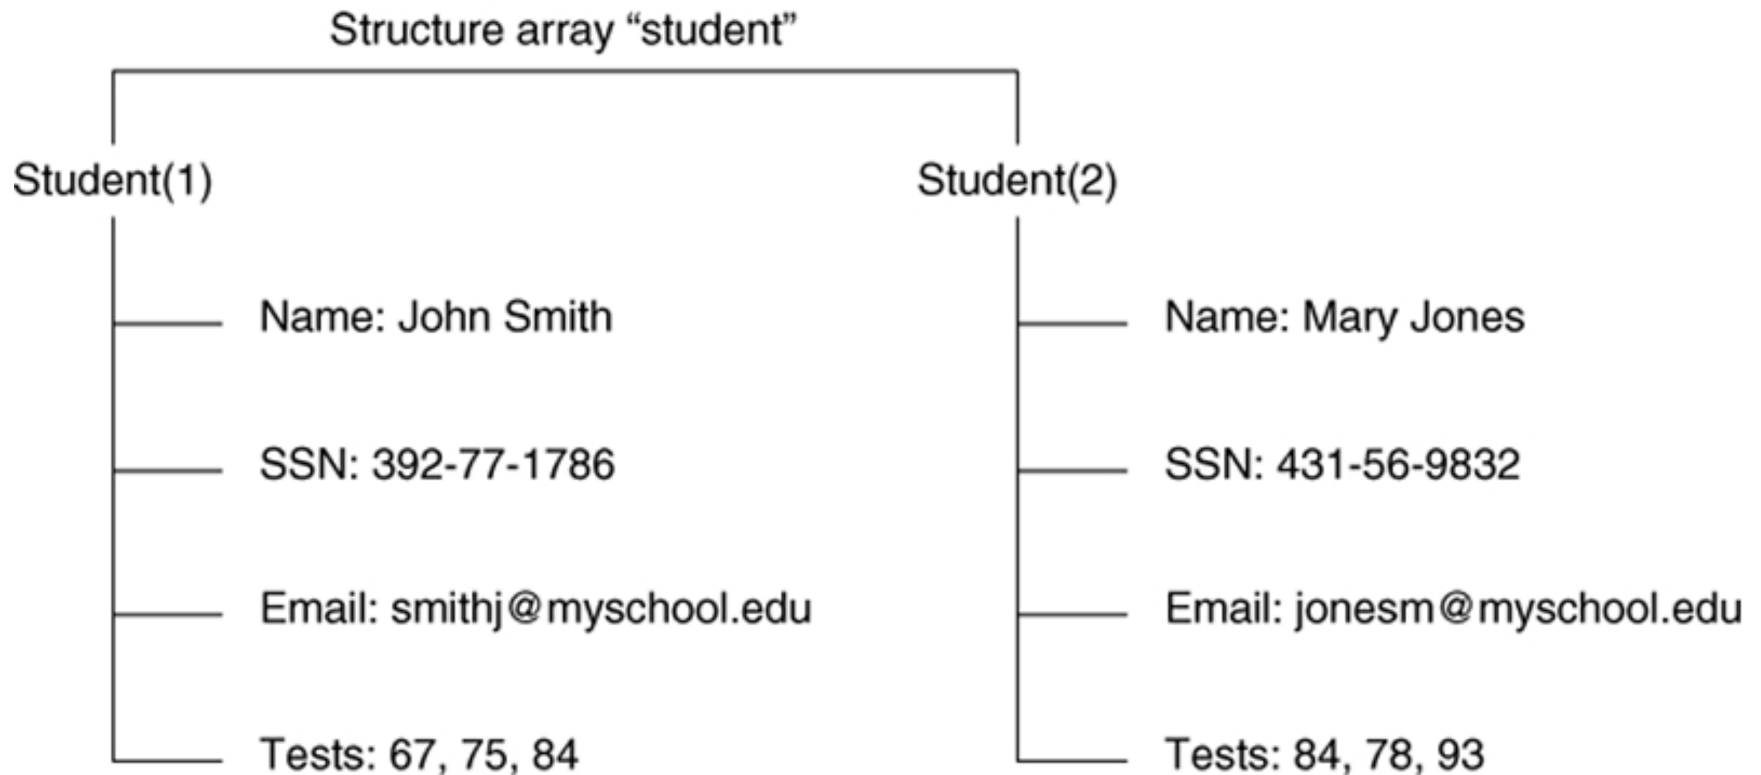 Structure array “student”
Student(1)
Name: John Smith
SSN: 392-77-1786
Email: smithj@myschool.edu
Tests: 67, 75, 84
Student(2)
Name: Mary Jones
SSN: 431-56-9832
Email: jonesm@myschool.edu
Tests: 84, 78, 93